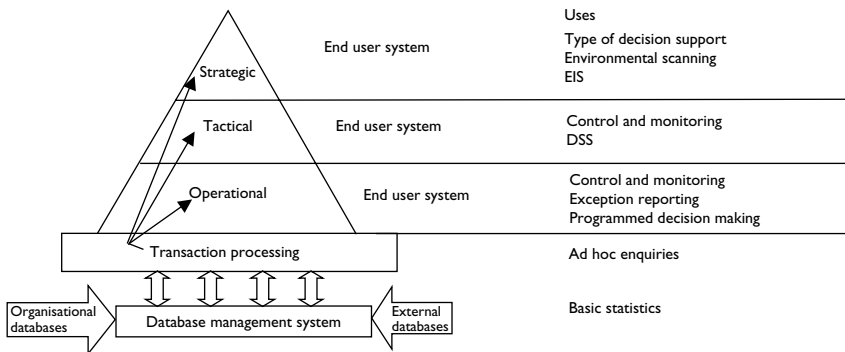 Uses
End user system
Type of decision support
Environmental scanning
EIS
Strategic
Tactical
End user system
Control and monitoring
DSS
Operational
End user system
Control and monitoring
Exception reporting
Programmed decision making
Transaction processing
Ad hoc enquiries
Organisational
databases
Database management system
External
databases
Basic statistics